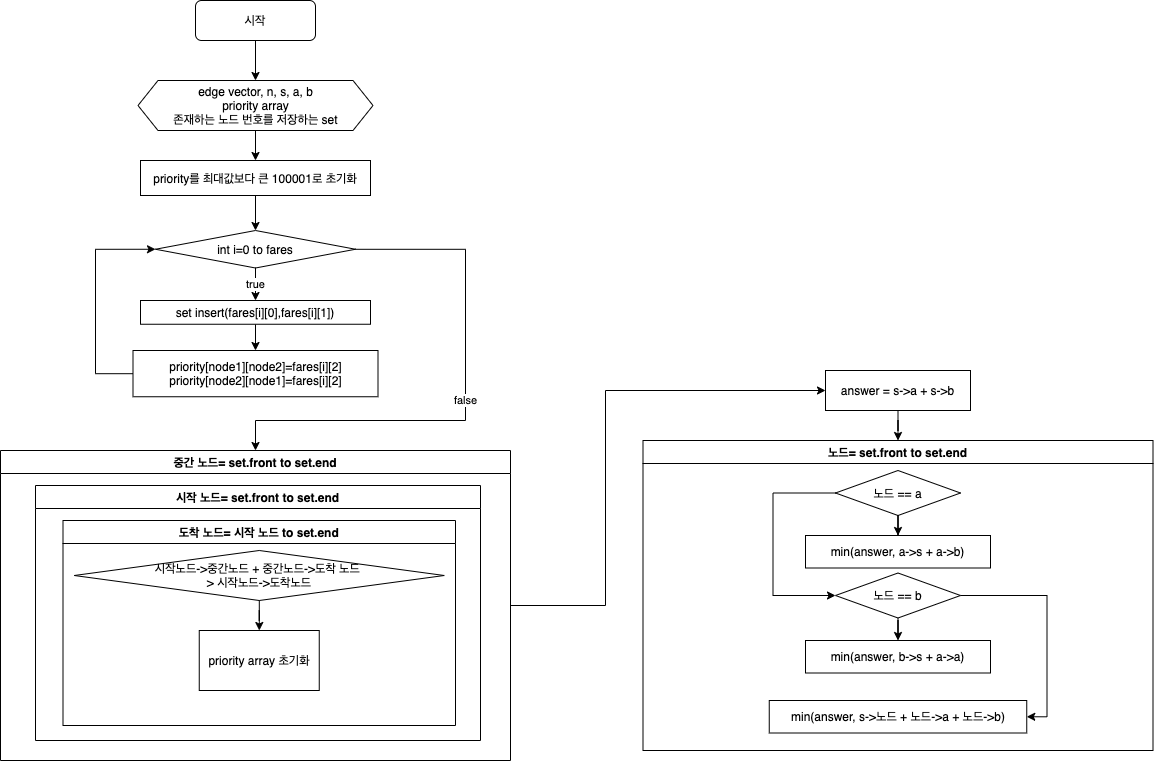 시작
edge vector, n, s, a, b
priority array
존재하는 노드 번호를 저장하는 set
priority를 최대값보다 큰 100001로 초기화
int i=0 to fares
true
set insert(fares[i][0],fares[i][1])
priority[node1][node2]=fares[i][2]
priority[node2][node1]=fares[i][2]
false
중간 노드= set.front to set.end
시작 노드= set.front to set.end
도착 노드= 시작 노드 to set.end
시작노드->중간노드 + 중간노드->도착 노드
> 시작노드->도착노드
priority array 초기화
answer = s->a + s->b
노드= set.front to set.end
노드 == a
min(answer, a->s + a->b)
노드 == b
min(answer, b->s + a->a)
min(answer, s->노드 + 노드->a + 노드->b)